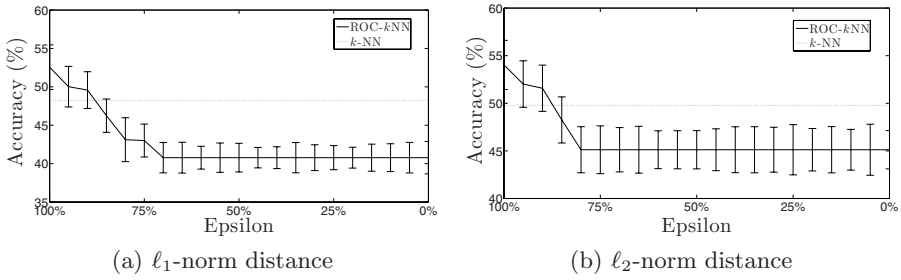 60
55
50
45
40
35
Accuracy (%)
ROC-kNN
k-NN
100%
75%
50%
25%
0%
Epsilon
(a) ℓ1-norm distance
60
55
50
45
40
Accuracy (%)
ROC-kNN
k-NN
100%
75%
50%
25%
0%
Epsilon
(b) ℓ2-norm distance